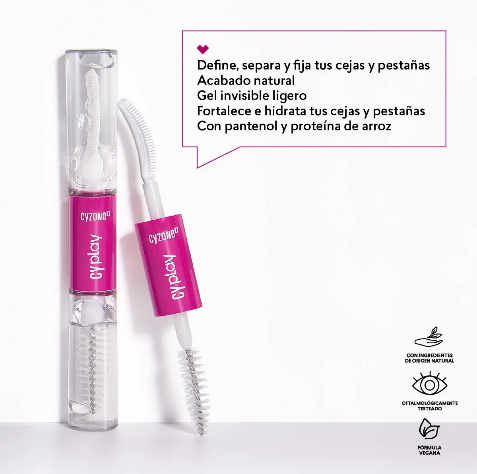 Define, separa y fija tus cejas y pestañas
Acabado natural
Gel invisible ligero
Fortalece e hidrata tus cejas y pestañas
Con pantenol y proteína de arroz
cyzone
cyplay
cyzone
cyplay
CON INGREDIENTES
DE ORIGEN NATURAL
OFTALMOLÓGICAMENTE
TESTEADO
FÓRMULA
VEGANA